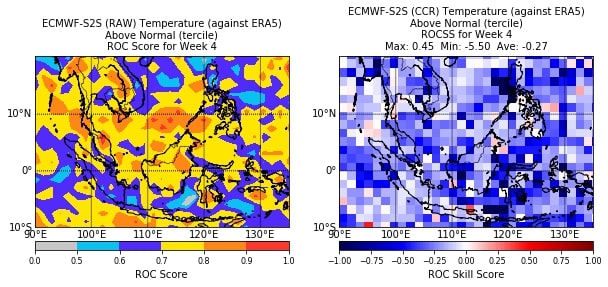 ECMWF-S2S (RAW) Temperature (against ERA5)
Above Normal (tercile)
ROC Score for Week 4
10°N
0°
10°S
90°E 100°E 110°E 120°E 130°E
0.0 0.5 0.6 0.7 0.8 0.9 1.0
ROC Score
ECMWF-S2S (CCR) Temperature (against ERA5)
Above Normal (tercile)
ROCSS for Week 4
Max: 0.45 Min: -5.50 Ave: -0.27
10°N
0°
10°S
90°E 100°E 110°E 120°E 130°E
−1.00 −0.75 −0.50 −0.25 0.00 0.25 0.50 0.75 1.00
ROC Skill Score